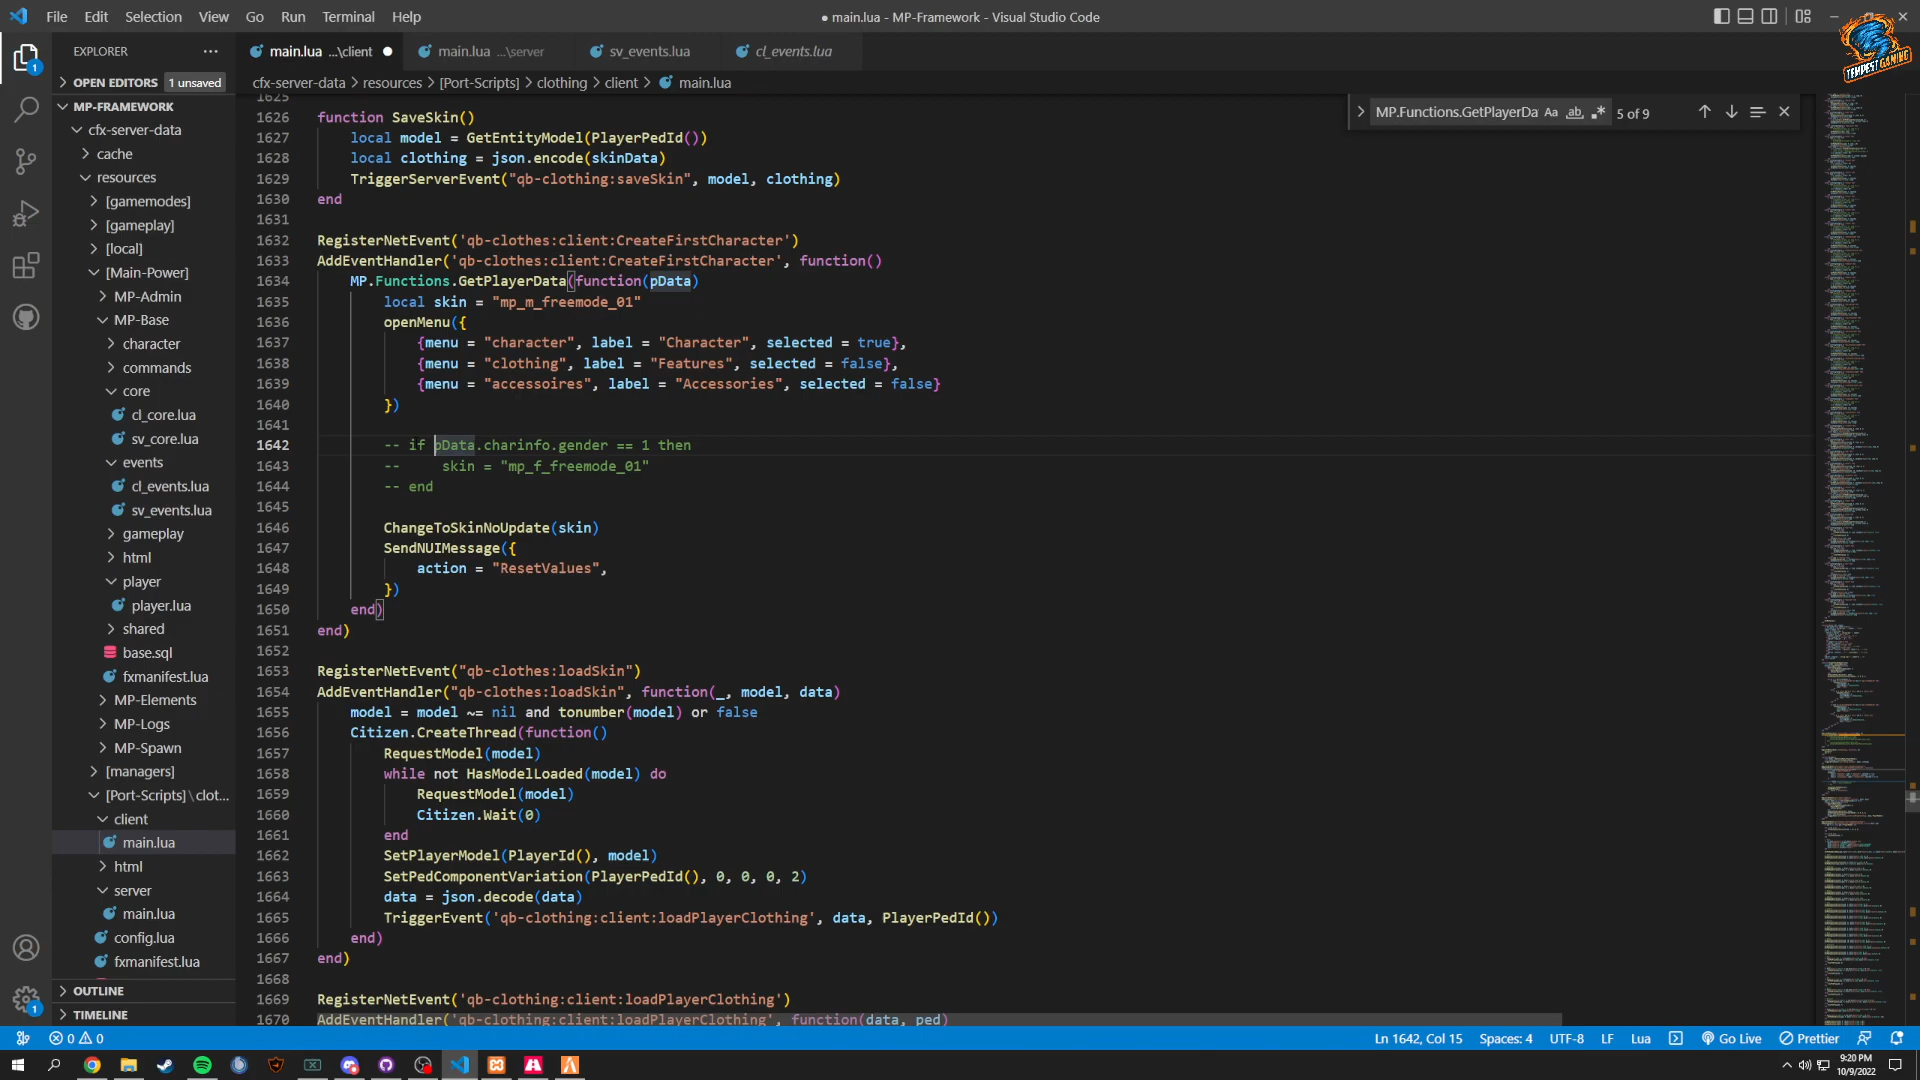 File Edit Selection View Go Run Terminal Help
● main.lua - MP-Framework - Visual Studio Code
TEMPEST GAMING
EXPLORER
main.lua ...\client
main.lua ...\server
sv_events.lua
cl_events.lua
OPEN EDITORS 1 unsaved
cfx-server-data > resources > [Port-Scripts] > clothing > client > main.lua
MP.Functions.GetPlayerDa Aa ab 5 of 9
MP-FRAMEWORK
cfx-server-data
cache
resources
[gamemodes]
[gameplay]
[local]
[Main-Power]
MP-Admin
MP-Base
character
commands
core
cl_core.lua
sv_core.lua
events
cl_events.lua
sv_events.lua
gameplay
html
player
player.lua
shared
base.sql
fxmanifest.lua
MP-Elements
MP-Logs
MP-Spawn
[managers]
[Port-Scripts]\clot...
client
main.lua
html
server
main.lua
config.lua
fxmanifest.lua
OUTLINE
TIMELINE
1625
1626 function SaveSkin()
1627 local model = GetEntityModel(PlayerPedId())
1628 local clothing = json.encode(skinData)
1629 TriggerServerEvent("qb-clothing:saveSkin", model, clothing)
1630 end
1631
1632 RegisterNetEvent('qb-clothes:client:CreateFirstCharacter')
1633 AddEventHandler('qb-clothes:client:CreateFirstCharacter', function()
1634 MP.Functions.GetPlayerData(function(pData)
1635 local skin = "mp_m_freemode_01"
1636 openMenu({
1637 {menu = "character", label = "Character", selected = true},
1638 {menu = "clothing", label = "Features", selected = false},
1639 {menu = "accessoires", label = "Accessories", selected = false}
1640 })
1641
1642 -- if pData.charinfo.gender == 1 then
1643 -- skin = "mp_f_freemode_01"
1644 -- end
1645
1646 ChangeToSkinNoUpdate(skin)
1647 SendNUIMessage({
1648 action = "ResetValues",
1649 })
1650 end)
1651 end)
1652
1653 RegisterNetEvent("qb-clothes:loadSkin")
1654 AddEventHandler("qb-clothes:loadSkin", function(_, model, data)
1655 model = model ~= nil and tonumber(model) or false
1656 Citizen.CreateThread(function()
1657 RequestModel(model)
1658 while not HasModelLoaded(model) do
1659 RequestModel(model)
1660 Citizen.Wait(0)
1661 end
1662 SetPlayerModel(PlayerId(), model)
1663 SetPedComponentVariation(PlayerPedId(), 0, 0, 0, 2)
1664 data = json.decode(data)
1665 TriggerEvent('qb-clothing:client:loadPlayerClothing', data, PlayerPedId())
1666 end)
1667 end)
1668
1669 RegisterNetEvent('qb-clothing:client:loadPlayerClothing')
1670 AddEventHandler('qb-clothing:client:loadPlayerClothing', function(data, ped)
0 0 Ln 1642, Col 15 Spaces: 4 UTF-8 LF Lua Go Live Prettier
9:20 PM
10/9/2022